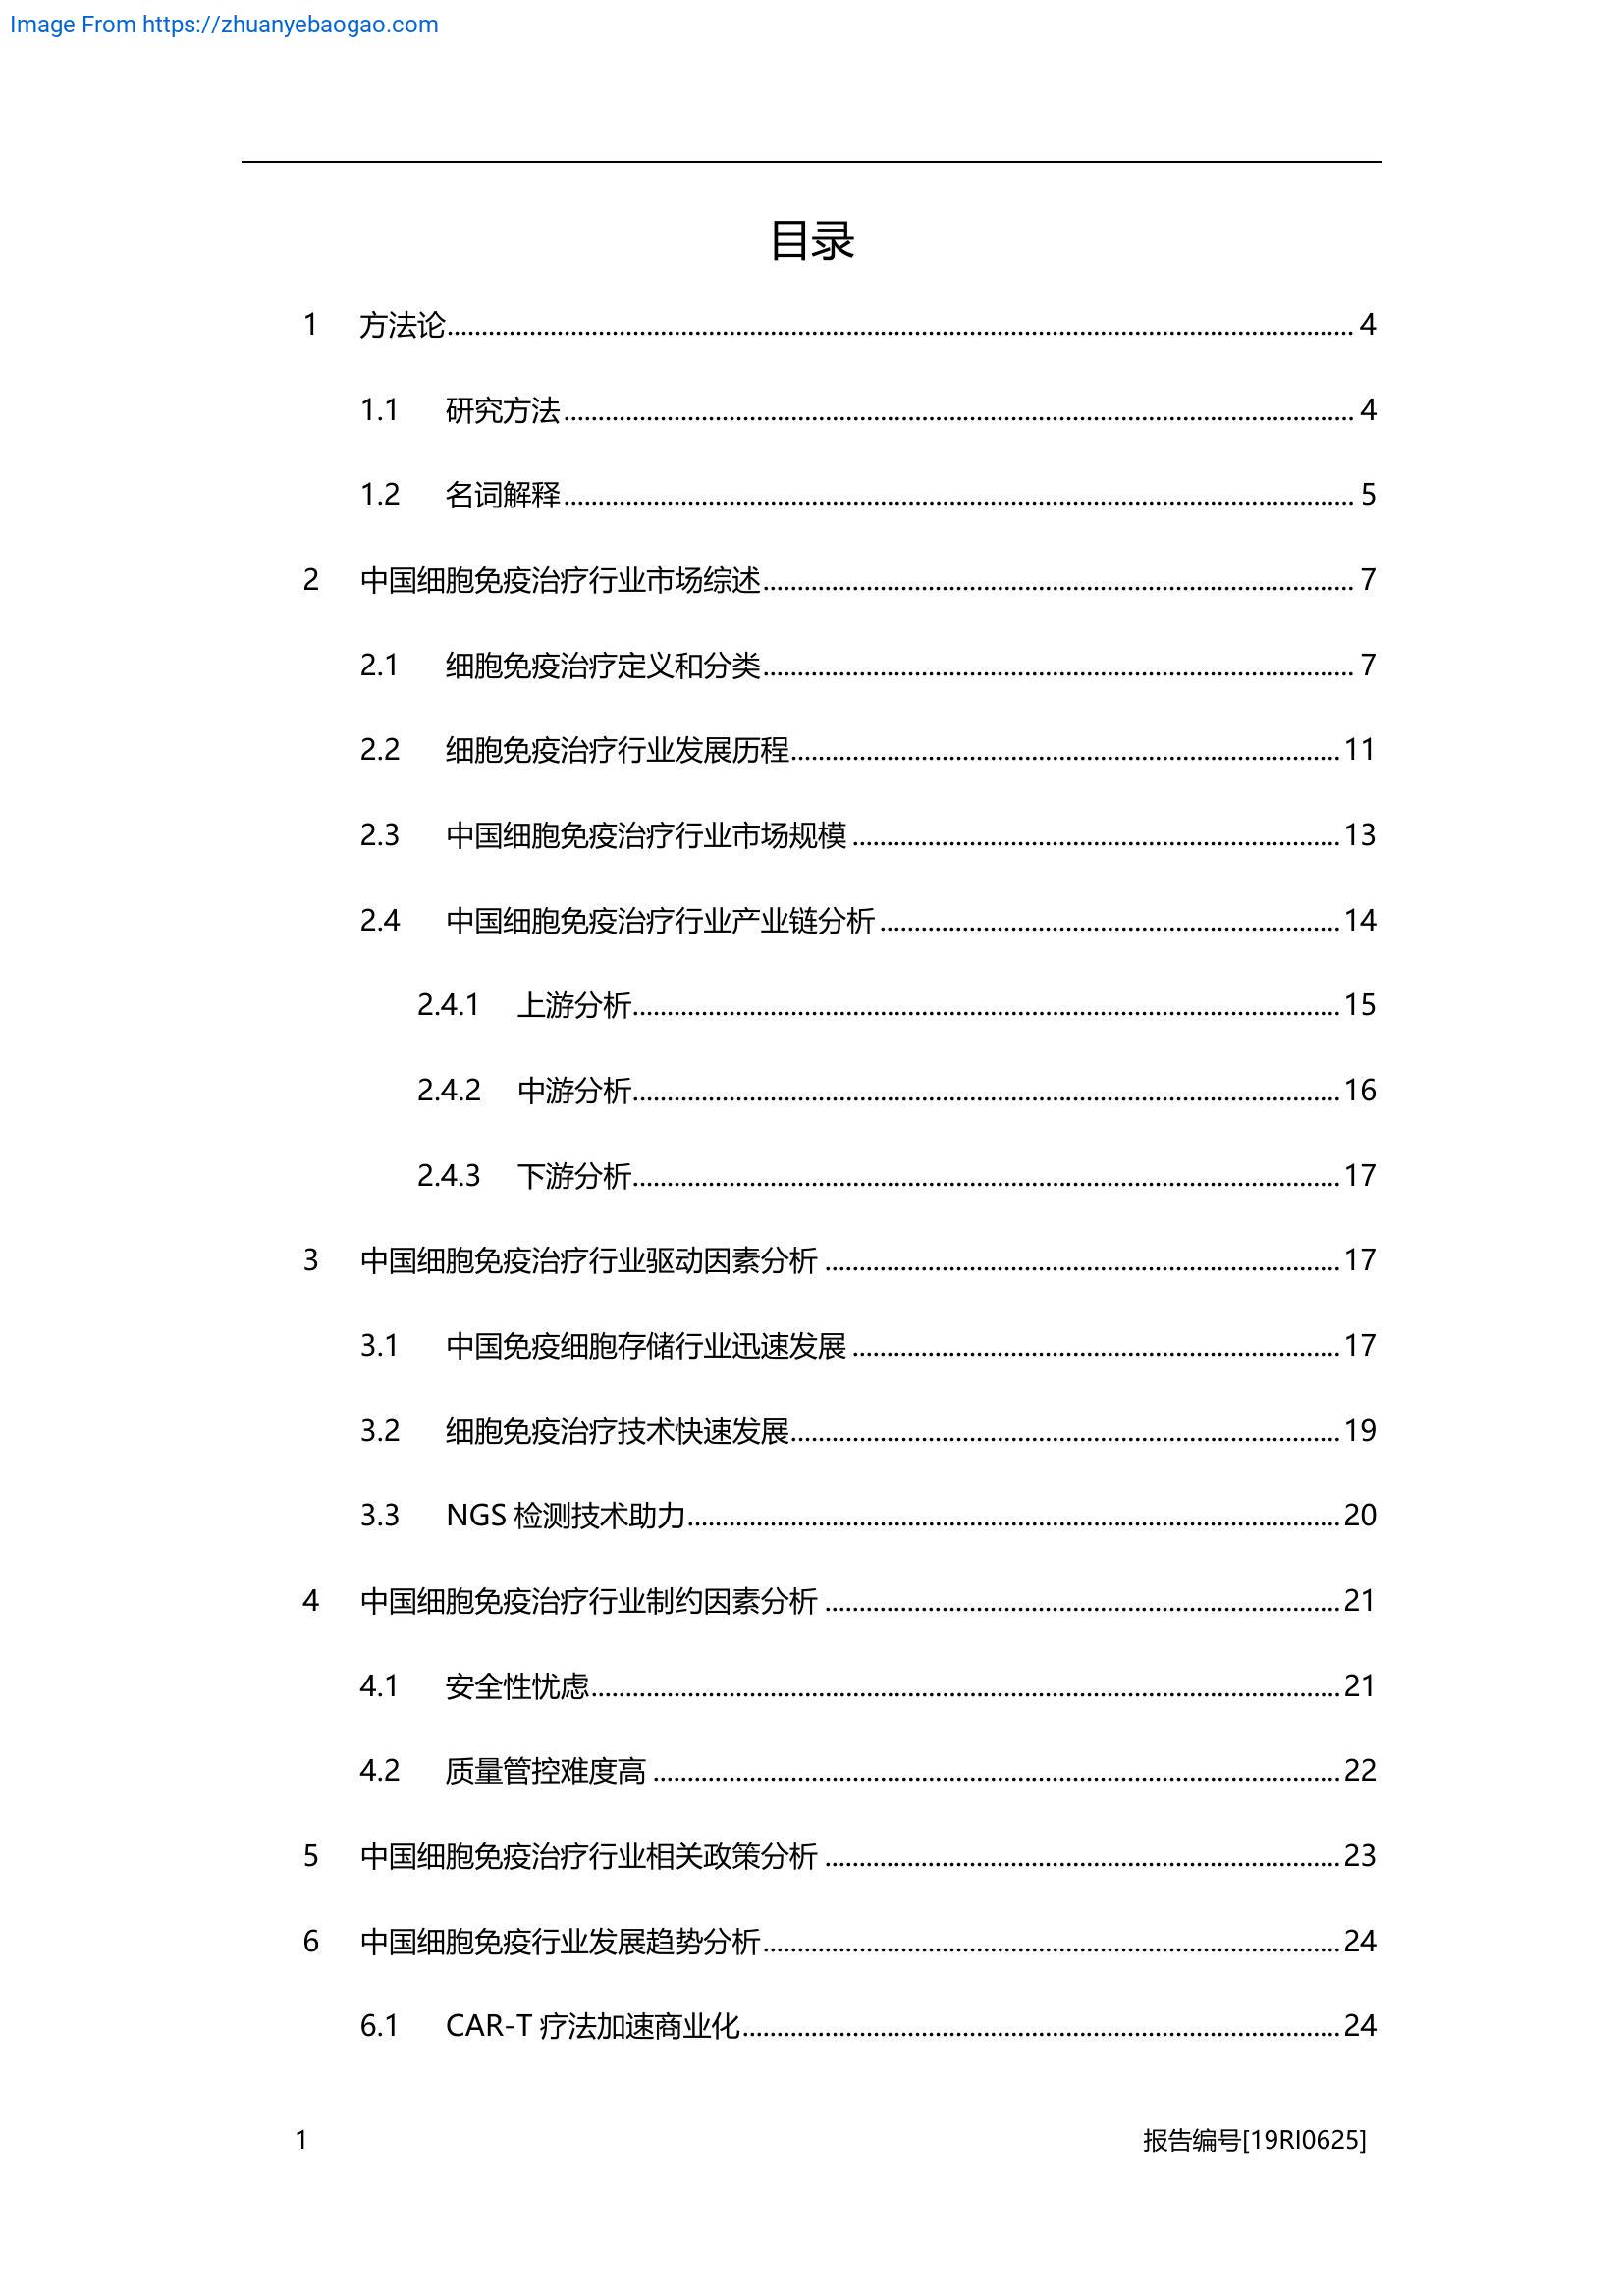 Image From https://zhuanyebaogao.com
目录
1 方法论 4
1.1 研究方法 4
1.2 名词解释 5
2 中国细胞免疫治疗行业市场综述 7
2.1 细胞免疫治疗定义和分类 7
2.2 细胞免疫治疗行业发展历程 11
2.3 中国细胞免疫治疗行业市场规模 13
2.4 中国细胞免疫治疗行业产业链分析 14
2.4.1 上游分析 15
2.4.2 中游分析 16
2.4.3 下游分析 17
3 中国细胞免疫治疗行业驱动因素分析 17
3.1 中国免疫细胞存储行业迅速发展 17
3.2 细胞免疫治疗技术快速发展 19
3.3 NGS 检测技术助力 20
4 中国细胞免疫治疗行业制约因素分析 21
4.1 安全性忧虑 21
4.2 质量管控难度高 22
5 中国细胞免疫治疗行业相关政策分析 23
6 中国细胞免疫行业发展趋势分析 24
6.1 CAR-T 疗法加速商业化 24
1 报告编号[19RI0625]